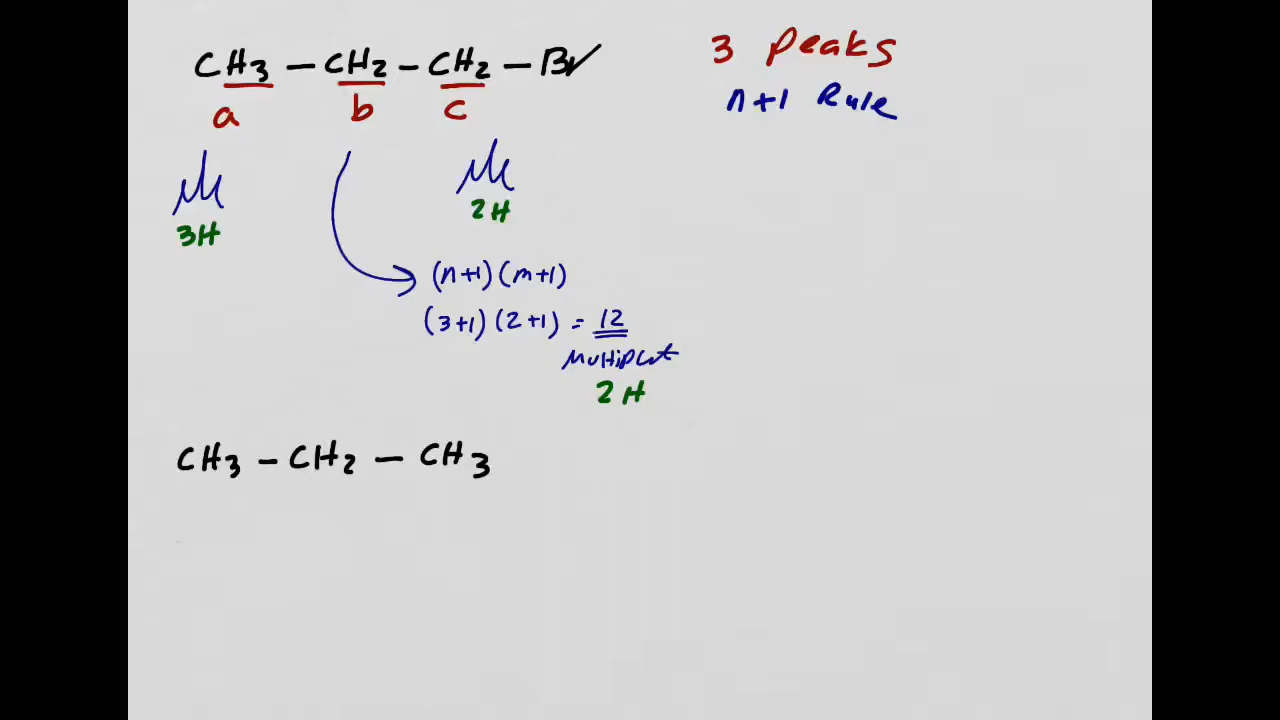 CH3 – CH2 – CH2 – Br
a b c
3 Peaks
n+1 Rule
3H
2H
(n+1)(m+1)
(3+1)(2+1) = 12
Multiplet
2H
CH3 – CH2 – CH3